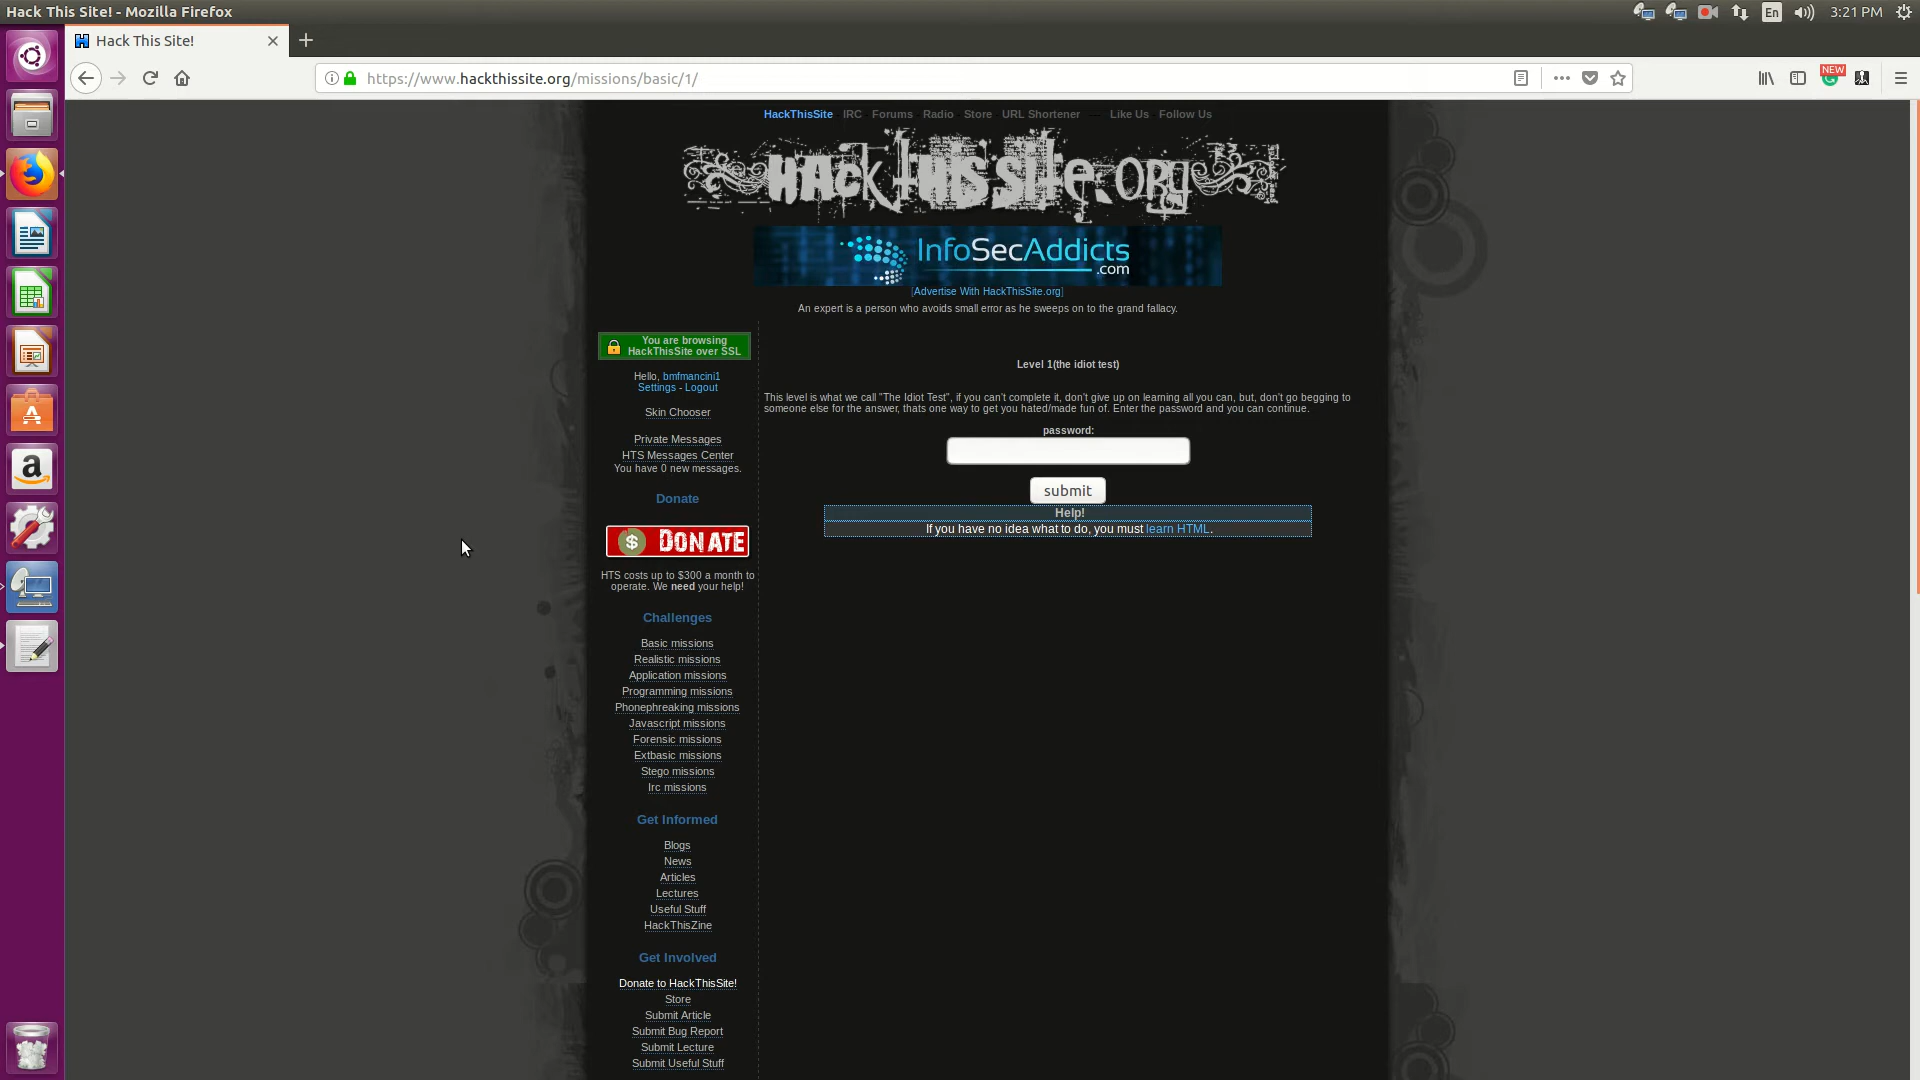 Hack This Site! - Mozilla Firefox
En
3:21 PM
Hack This Site!
https://www.hackthissite.org/missions/basic/1/
NEW
HackThisSite IRC Forums Radio Store URL Shortener — Like Us Follow Us
HACK THIS SITE.ORG
InfoSecAddicts
.com
[Advertise With HackThisSite.org]
An expert is a person who avoids small error as he sweeps on to the grand fallacy.
You are browsing
HackThisSite over SSL
Hello, bmfmancini1
Settings - Logout
Skin Chooser
Private Messages
HTS Messages Center
You have 0 new messages.
Donate
$ DONATE
HTS costs up to $300 a month to
operate. We need your help!
Challenges
Basic missions
Realistic missions
Application missions
Programming missions
Phonephreaking missions
Javascript missions
Forensic missions
Extbasic missions
Stego missions
Irc missions
Get Informed
Blogs
News
Articles
Lectures
Useful Stuff
HackThisZine
Get Involved
Donate to HackThisSite!
Store
Submit Article
Submit Bug Report
Submit Lecture
Submit Useful Stuff
Level 1(the idiot test)
This level is what we call "The Idiot Test", if you can't complete it, don't give up on learning all you can, but, don't go begging to
someone else for the answer, thats one way to get you hated/made fun of. Enter the password and you can continue.
password:
submit
Help!
If you have no idea what to do, you must learn HTML.